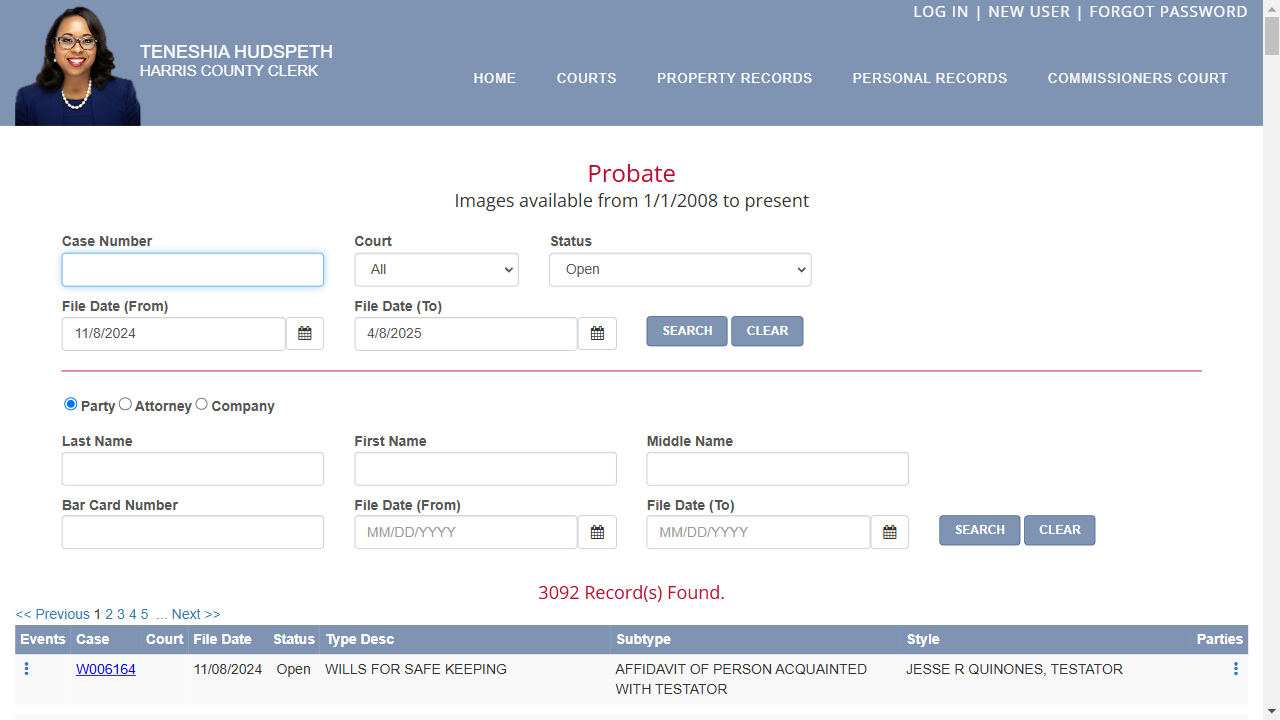 LOG IN | NEW USER | FORGOT PASSWORD
TENESHIA HUDSPETH
HARRIS COUNTY CLERK
HOME COURTS PROPERTY RECORDS PERSONAL RECORDS COMMISSIONERS COURT
Probate
Images available from 1/1/2008 to present
Case Number Court Status
All Open
File Date (From) File Date (To)
11/8/2024 4/8/2025 SEARCH CLEAR
Party Attorney Company
Last Name First Name Middle Name
Bar Card Number File Date (From) File Date (To)
MM/DD/YYYY MM/DD/YYYY SEARCH CLEAR
3092 Record(s) Found.
<< Previous 1 2 3 4 5 ... Next >>
Events Case Court File Date Status Type Desc Subtype Style Parties
W006164 11/08/2024 Open WILLS FOR SAFE KEEPING AFFIDAVIT OF PERSON ACQUAINTED JESSE R QUINONES, TESTATOR
WITH TESTATOR